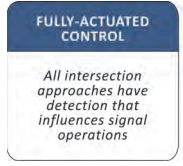 FULLY-ACTUATED
CONTROL
All intersection
approaches have
detection that
influences signal
operations